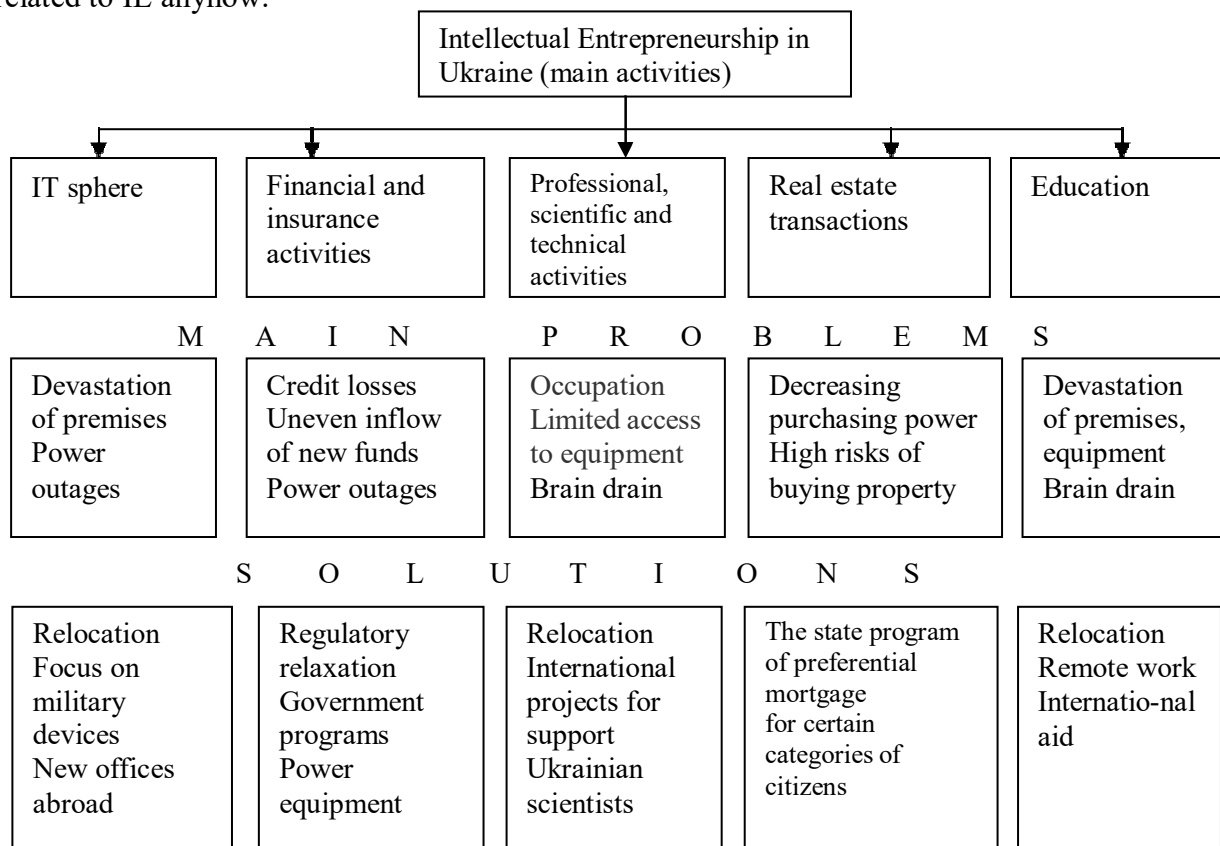 related to IE anyhow.
Intellectual Entrepreneurship in
Ukraine (main activities)
IT sphere
Financial and
insurance
activities
Professional,
scientific and
technical
activities
Real estate
transactions
Education
M A I N P R O B L E M S
Devastation
of premises
Power
outages
Credit losses
Uneven inflow
of new funds
Power outages
Occupation
Limited access
to equipment
Brain drain
Decreasing
purchasing power
High risks of
buying property
Devastation
of premises,
equipment
Brain drain
S O L U T I O N S
Relocation
Focus on
military
devices
New offices
abroad
Regulatory
relaxation
Government
programs
Power
equipment
Relocation
International
projects for
support
Ukrainian
scientists
The state program
of preferential
mortgage
for certain
categories of
citizens
Relocation
Remote work
Internatio-nal
aid